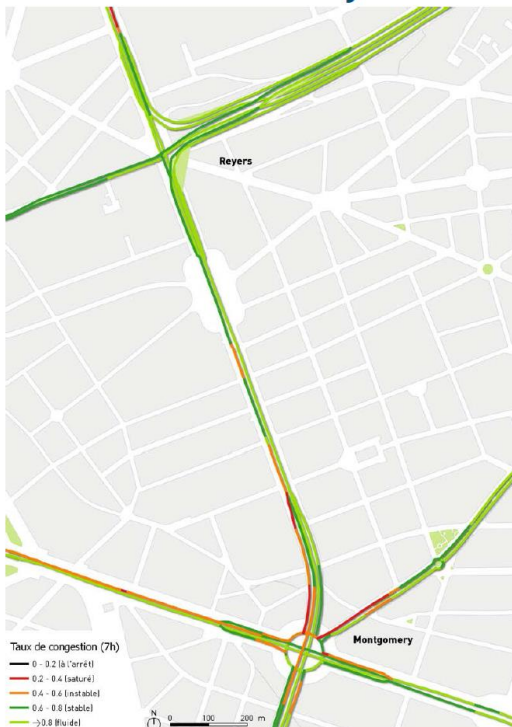 Reyers
Montgomery
Taux de congestion (7h)
0 - 0.2 (à l'arrêt)
0.2 - 0.4 (saturé)
0.4 - 0.6 (instable)
0.6 - 0.8 (stable)
->0.8 (fluide)
N
0 100 200 m